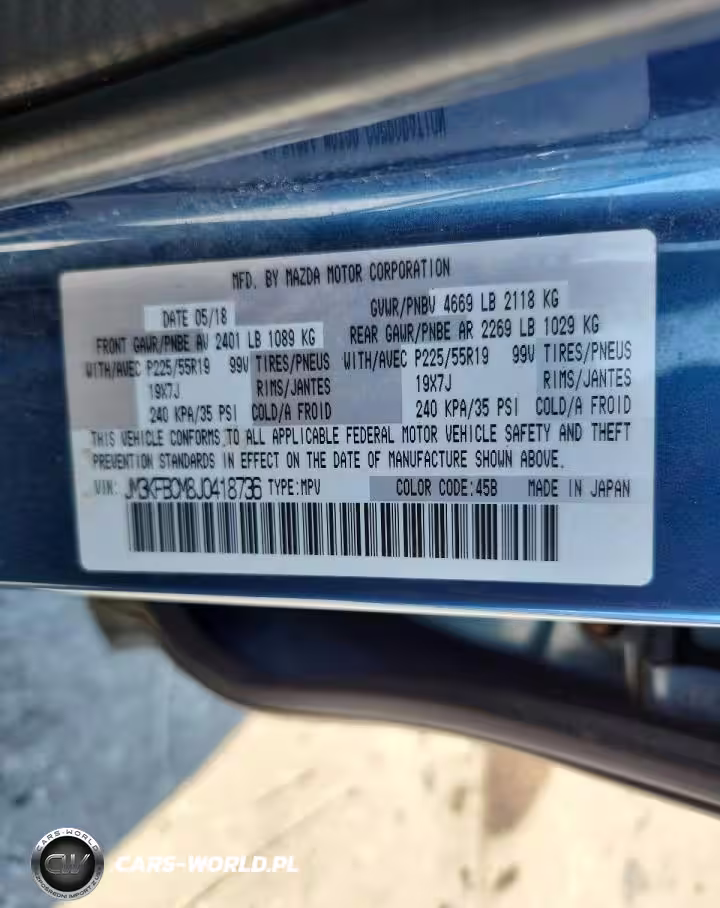 MFD. BY MAZDA MOTOR CORPORATION
DATE 05/18 GVWR/PNBV 4669 LB 2118 KG
FRONT GAWR/PNBE AV 2401 LB 1089 KG REAR GAWR/PNBE AR 2269 LB 1029 KG
WITH/AVEC P225/55R19 99V TIRES/PNEUS WITH/AVEC P225/55R19 99V TIRES/PNEUS
19X7J RIMS/JANTES 19X7J RIMS/JANTES
240 KPA/35 PSI COLD/A FROID 240 KPA/35 PSI COLD/A FROID
THIS VEHICLE CONFORMS TO ALL APPLICABLE FEDERAL MOTOR VEHICLE SAFETY AND THEFT
PREVENTION STANDARDS IN EFFECT ON THE DATE OF MANUFACTURE SHOWN ABOVE.
VIN: JM3KFBCM8J0418736 TYPE:MPV COLOR CODE:45B MADE IN JAPAN
CARS-WORLD
CW
CARS-WORLD.PL